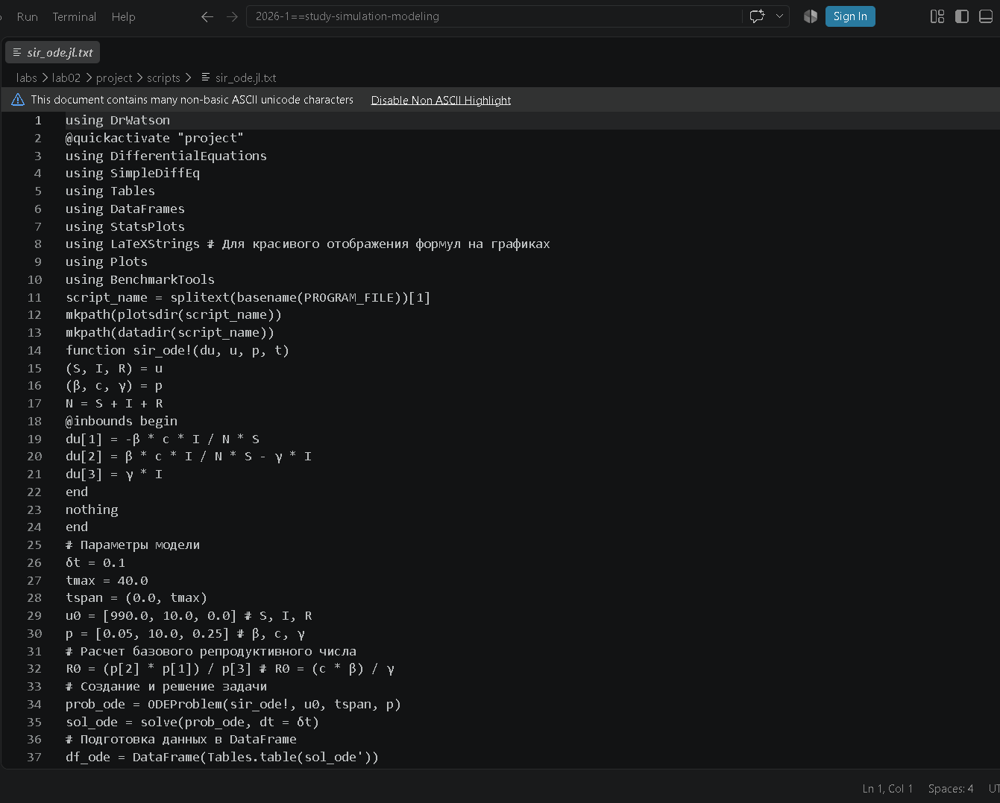 Run Terminal Help 2026-1==study-simulation-modeling Sign In
sir_ode.jl.txt
labs > lab02 > project > scripts > sir_ode.jl.txt
This document contains many non-basic ASCII unicode characters Disable Non ASCII Highlight
1 using DrWatson
2 @quickactivate "project"
3 using DifferentialEquations
4 using SimpleDiffEq
5 using Tables
6 using DataFrames
7 using StatsPlots
8 using LaTeXStrings # Для красивого отображения формул на графиках
9 using Plots
10 using BenchmarkTools
11 script_name = splitext(basename(PROGRAM_FILE))[1]
12 mkpath(plotsdir(script_name))
13 mkpath(datadir(script_name))
14 function sir_ode!(du, u, p, t)
15 (S, I, R) = u
16 (β, c, γ) = p
17 N = S + I + R
18 @inbounds begin
19 du[1] = -β * c * I / N * S
20 du[2] = β * c * I / N * S - γ * I
21 du[3] = γ * I
22 end
23 nothing
24 end
25 # Параметры модели
26 δt = 0.1
27 tmax = 40.0
28 tspan = (0.0, tmax)
29 u0 = [990.0, 10.0, 0.0] # S, I, R
30 p = [0.05, 10.0, 0.25] # β, c, γ
31 # Расчет базового репродуктивного числа
32 R0 = (p[2] * p[1]) / p[3] # R0 = (c * β) / γ
33 # Создание и решение задачи
34 prob_ode = ODEProblem(sir_ode!, u0, tspan, p)
35 sol_ode = solve(prob_ode, dt = δt)
36 # Подготовка данных в DataFrame
37 df_ode = DataFrame(Tables.table(sol_ode'))
Ln 1, Col 1 Spaces: 4 UT